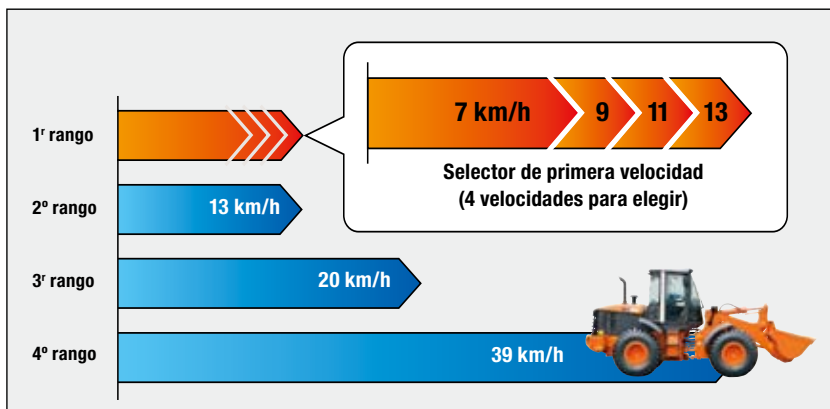 7 km/h 9 11 13
Selector de primera velocidad
(4 velocidades para elegir)
1ʳ rango
2º rango 13 km/h
3ʳ rango 20 km/h
4º rango 39 km/h